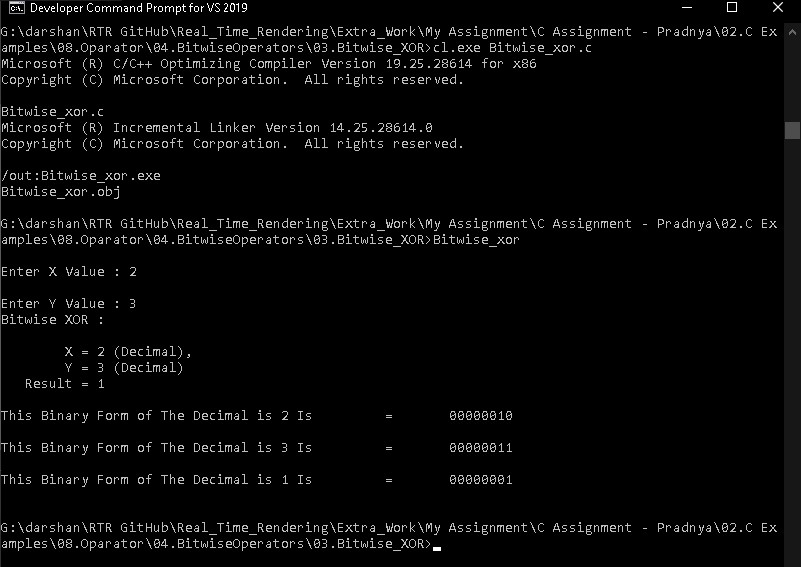 Developer Command Prompt for VS 2019
G:\darshan\RTR GitHub\Real_Time_Rendering\Extra_Work\My Assignment\C Assignment - Pradnya\02.C Ex
amples\08.Oparator\04.BitwiseOperators\03.Bitwise_XOR>cl.exe Bitwise_xor.c
Microsoft (R) C/C++ Optimizing Compiler Version 19.25.28614 for x86
Copyright (C) Microsoft Corporation.  All rights reserved.

Bitwise_xor.c
Microsoft (R) Incremental Linker Version 14.25.28614.0
Copyright (C) Microsoft Corporation.  All rights reserved.

/out:Bitwise_xor.exe
Bitwise_xor.obj

G:\darshan\RTR GitHub\Real_Time_Rendering\Extra_Work\My Assignment\C Assignment - Pradnya\02.C Ex
amples\08.Oparator\04.BitwiseOperators\03.Bitwise_XOR>Bitwise_xor

Enter X Value : 2

Enter Y Value : 3
Bitwise XOR :

        X = 2 (Decimal),
        Y = 3 (Decimal)
   Result = 1

This Binary Form of The Decimal is 2 Is         =       00000010

This Binary Form of The Decimal is 3 Is         =       00000011

This Binary Form of The Decimal is 1 Is         =       00000001


G:\darshan\RTR GitHub\Real_Time_Rendering\Extra_Work\My Assignment\C Assignment - Pradnya\02.C Ex
amples\08.Oparator\04.BitwiseOperators\03.Bitwise_XOR>